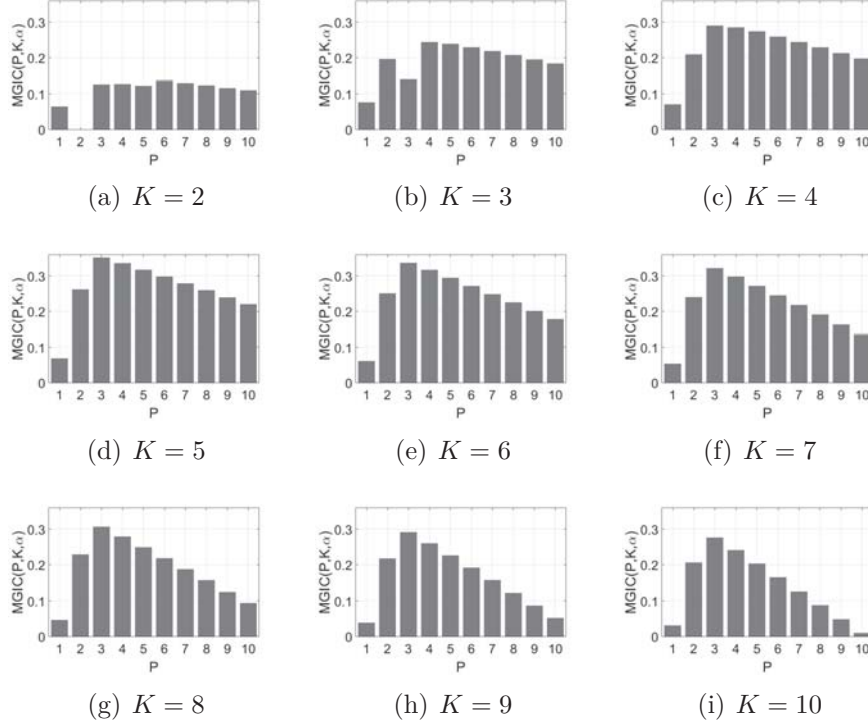 0.3
0.2
0.1
0
MGIC(P,K,α)
1 2 3 4 5 6 7 8 9 10
P
(a) K = 2
0.3
0.2
0.1
0
MGIC(P,K,α)
1 2 3 4 5 6 7 8 9 10
P
(b) K = 3
0.3
0.2
0.1
0
MGIC(P,K,α)
1 2 3 4 5 6 7 8 9 10
P
(c) K = 4
0.3
0.2
0.1
0
MGIC(P,K,α)
1 2 3 4 5 6 7 8 9 10
P
(d) K = 5
0.3
0.2
0.1
0
MGIC(P,K,α)
1 2 3 4 5 6 7 8 9 10
P
(e) K = 6
0.3
0.2
0.1
0
MGIC(P,K,α)
1 2 3 4 5 6 7 8 9 10
P
(f) K = 7
0.3
0.2
0.1
0
MGIC(P,K,α)
1 2 3 4 5 6 7 8 9 10
P
(g) K = 8
0.3
0.2
0.1
0
MGIC(P,K,α)
1 2 3 4 5 6 7 8 9 10
P
(h) K = 9
0.3
0.2
0.1
0
MGIC(P,K,α)
1 2 3 4 5 6 7 8 9 10
P
(i) K = 10